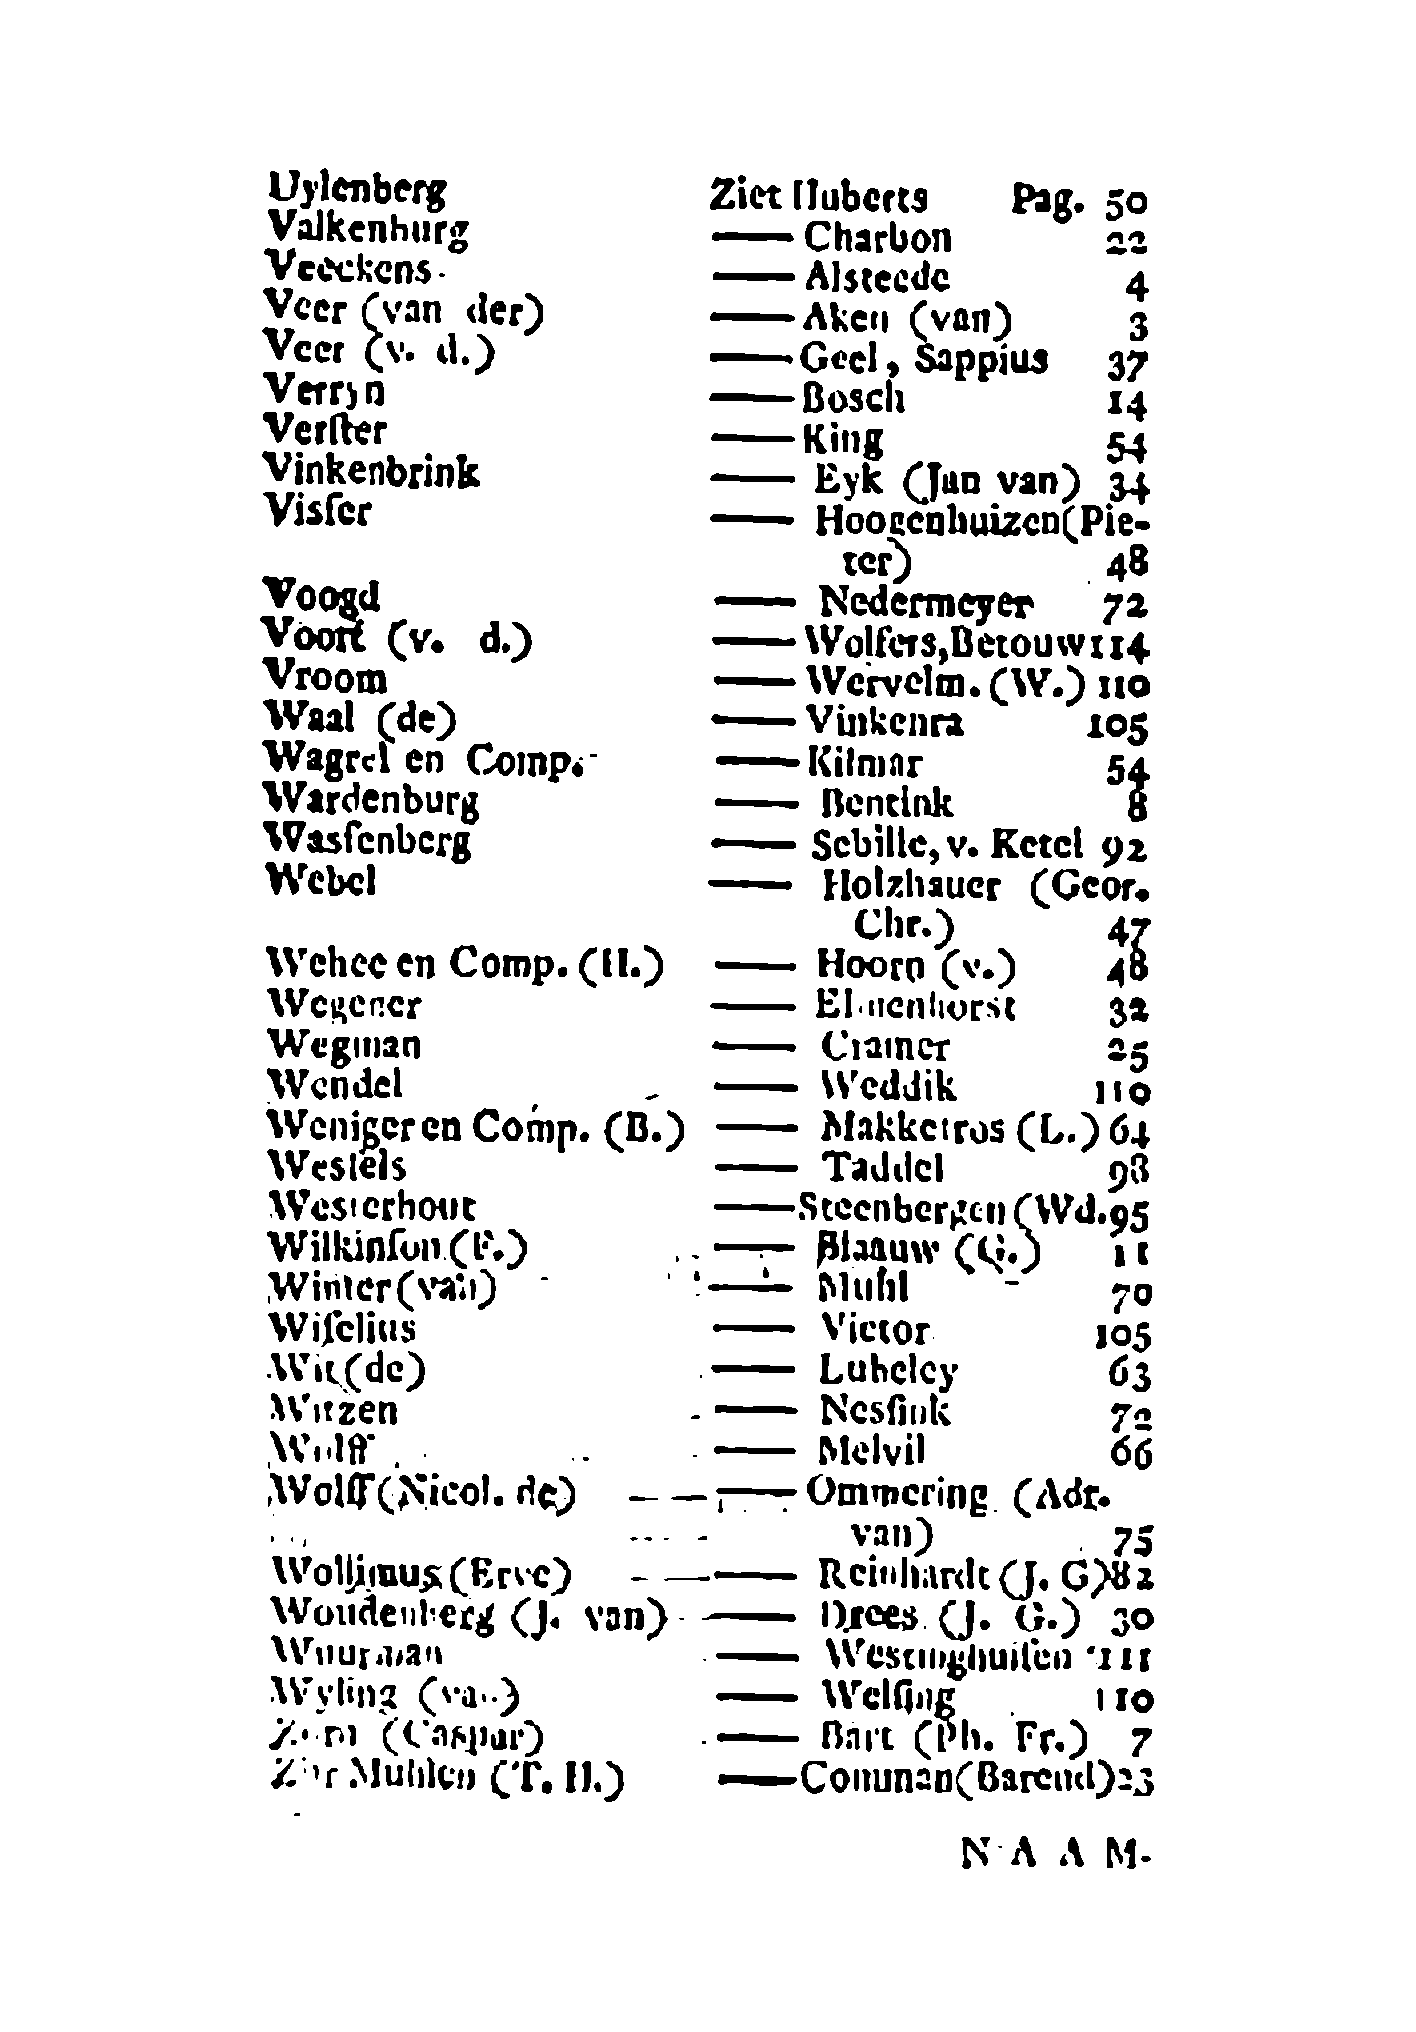 Uylenberg Ziet Huberts Pag. 50
Valkenburg —— Charbon 22
Veeckens —— Alsteede 4
Veer (van der) —— Aken (van) 3
Veer (v. d.) —— Geel, Sappius 37
Verryn —— Bosch 14
Verſter —— King 54
Vinkenbrink —— Eyk (Jan van) 34
Visſer —— Hoogenhuizen (Pie-
ter) 48
Voogd —— Nedermeyer 72
Voort (v. d.) —— Wolfers, Betouw 114
Vroom —— Wervelm. (W.) 110
Waal (de) —— Vinkenra 105
Wagrel en Comp. —— Kilmar 54
Wardenburg —— Bentink 8
Wasſenberg —— Sebille, v. Ketel 92
Webel —— Holzhauer (Geor.
Chr.) 47
Wehee en Comp. (H.) —— Hoorn (v.) 48
Wegener —— Elmenhorst 32
Wegman —— Cramer 25
Wendel —— Weddik 110
Weniger en Comp. (B.) —— Makketros (L.) 64
Wesſels —— Taddel 98
Westerhout —— Steenbergen (Wd. 95
Wilkinſon (F.) —— Blaauw (G.) 11
Winter (van) —— Muhl 70
Wiſelius —— Victor 105
Wit (de) —— Lubeley 63
Witzen —— Nesſink 72
Wolff —— Melvil 66
Wolff (Nicol. de) —— Ommering (Adr.
van) 75
(Erve) —— Reinhardt (J. G) 82
Woudenberg (J. van) —— Drees (J. G.) 30
Wuurman —— Westinghuiſen 111
Wyling (van) —— Welſing 110
(Caspar) —— Bart (Ph. Fr.) 7
Zur Muhlen (T. H.) —— Conunan (Barend) 23
NAAM-